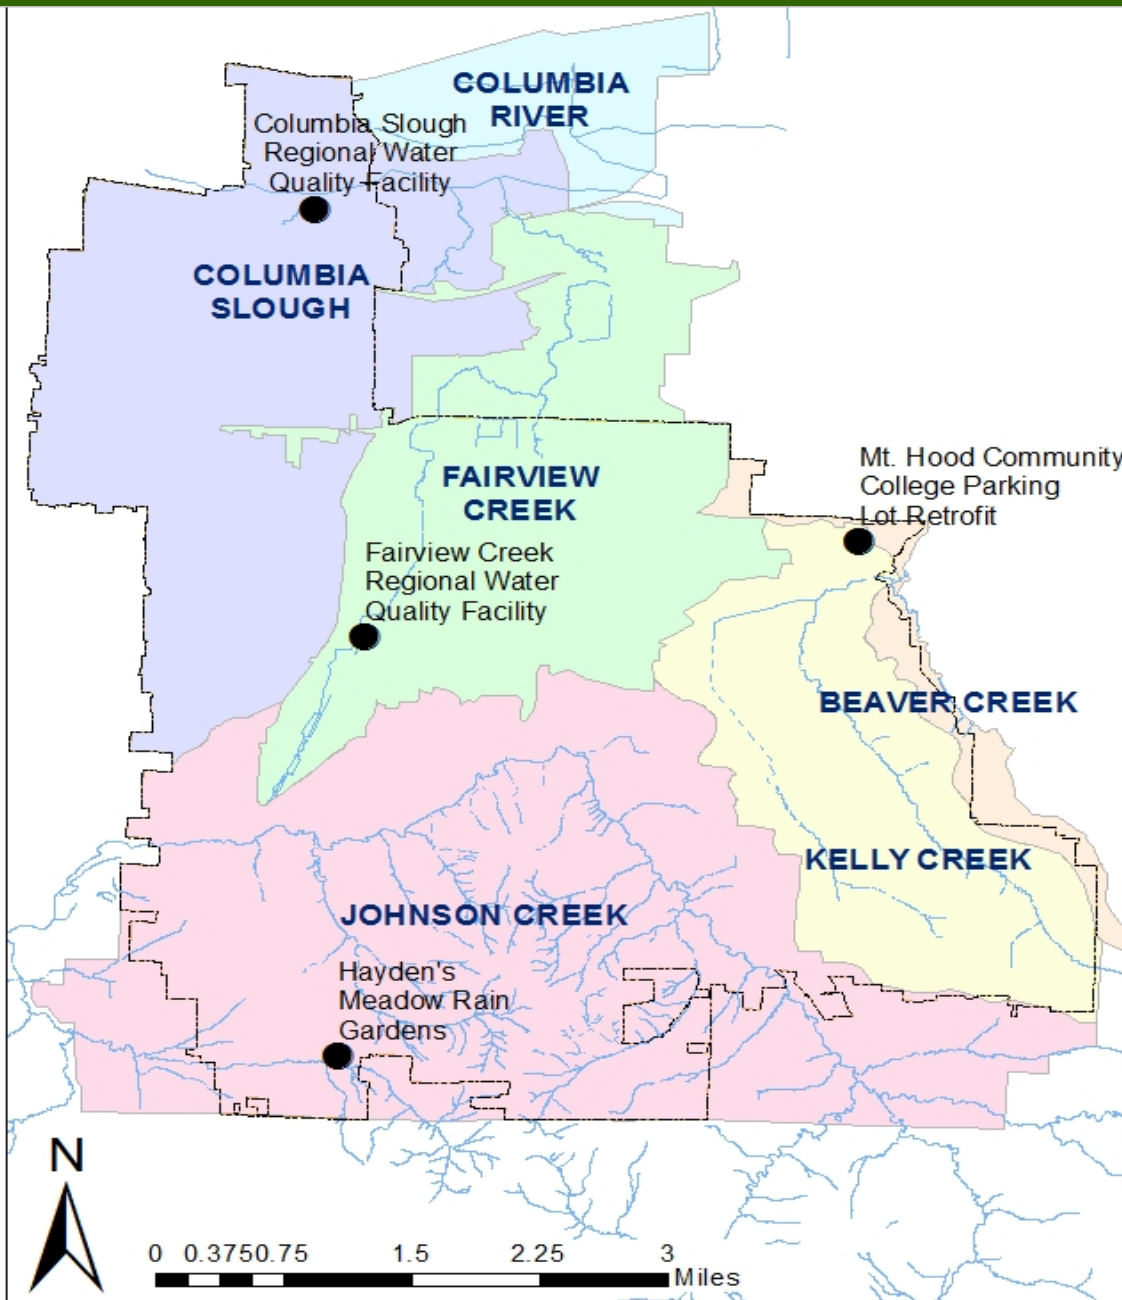 COLUMBIA
RIVER
Columbia Slough
Regional Water
Quality Facility
COLUMBIA
SLOUGH
Mt. Hood Community
College Parking
Lot Retrofit
FAIRVIEW
CREEK
Fairview Creek
Regional Water
Quality Facility
BEAVER CREEK
KELLY CREEK
JOHNSON CREEK
Hayden's
Meadow Rain
Gardens
N
0 0.3750.75 1.5 2.25 3
Miles